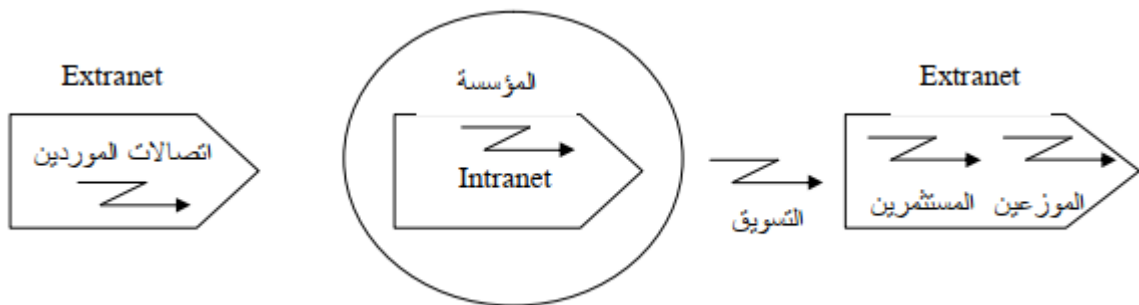 Extranet
اتصالات الموردين
المؤسسة
Intranet
التسويق
Extranet
المستثمرين
الموزعين